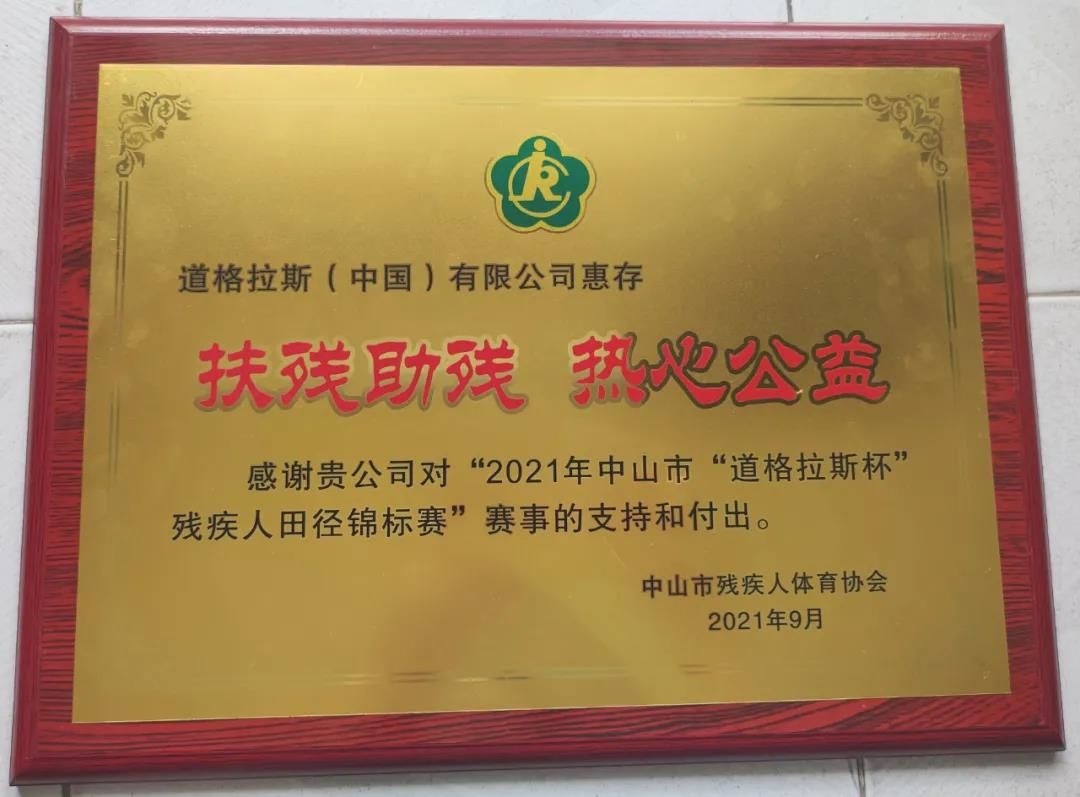 道格拉斯（中国）有限公司惠存
扶残助残 热心公益
感谢贵公司对“2021年中山市“道格拉斯杯”
残疾人田径锦标赛”赛事的支持和付出。
中山市残疾人体育协会
2021年9月